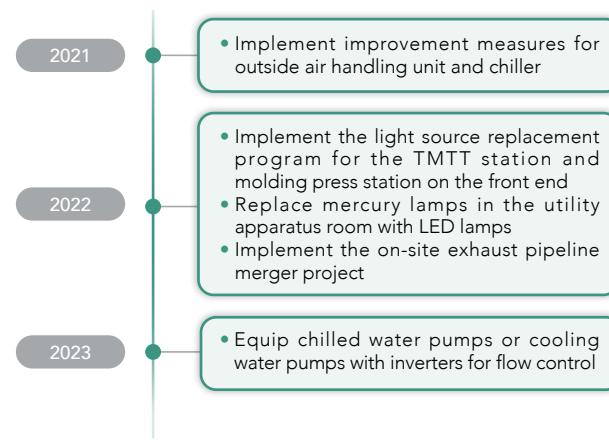 2021
• Implement improvement measures for
outside air handling unit and chiller
2022
• Implement the light source replacement
program for the TMTT station and
molding press station on the front end
• Replace mercury lamps in the utility
apparatus room with LED lamps
• Implement the on-site exhaust pipeline
merger project
2023
• Equip chilled water pumps or cooling
water pumps with inverters for flow control